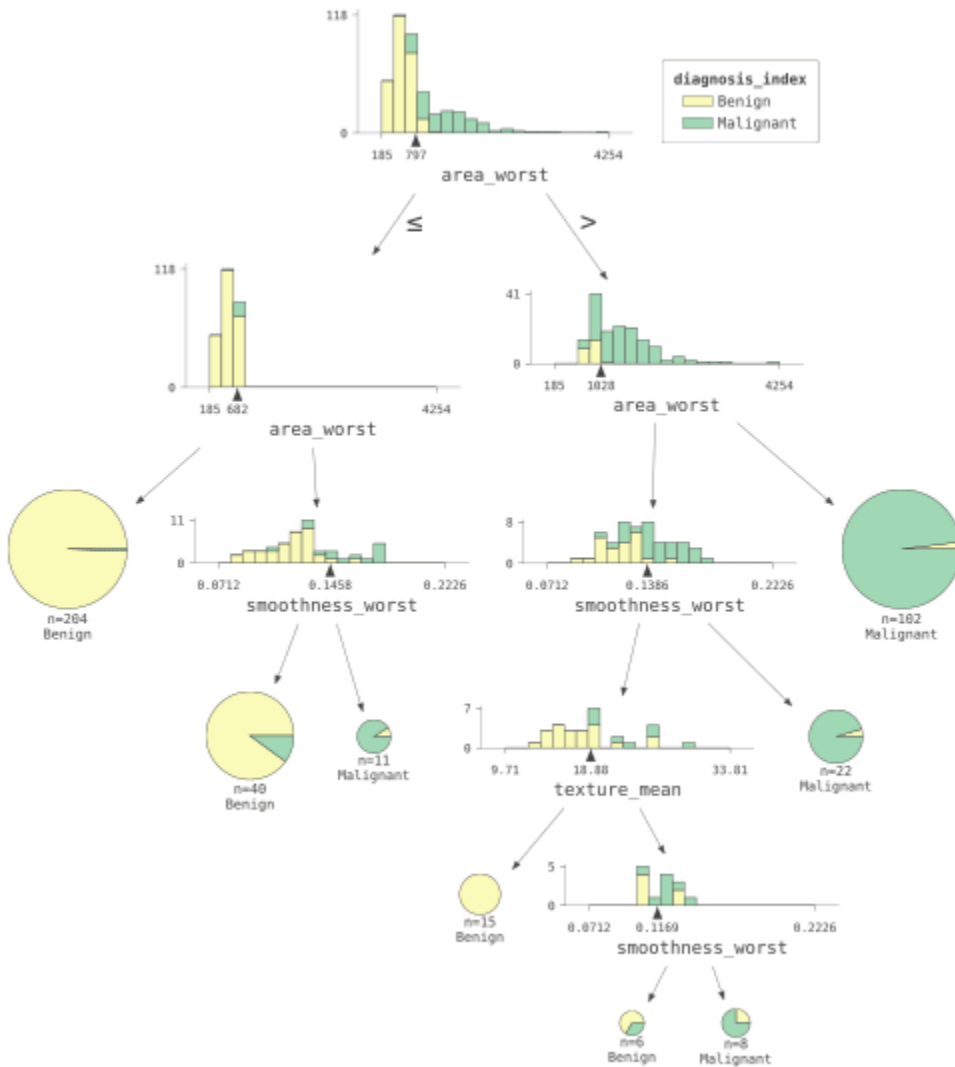 118
diagnosis_index
Benign
Malignant
0
185 797 4254
area_worst
≤ >
118
41
0
0
185 682 4254
185 1028 4254
area_worst
area_worst
11
8
0
0
0.0712 0.1458 0.2226
0.0712 0.1386 0.2226
smoothness_worst
smoothness_worst
n=204
Benign
n=102
Malignant
7
0
9.71 18.88 33.81
texture_mean
n=40
Benign
n=11
Malignant
n=22
Malignant
5
0
0.0712 0.1169 0.2226
smoothness_worst
n=15
Benign
n=6
Benign
n=8
Malignant